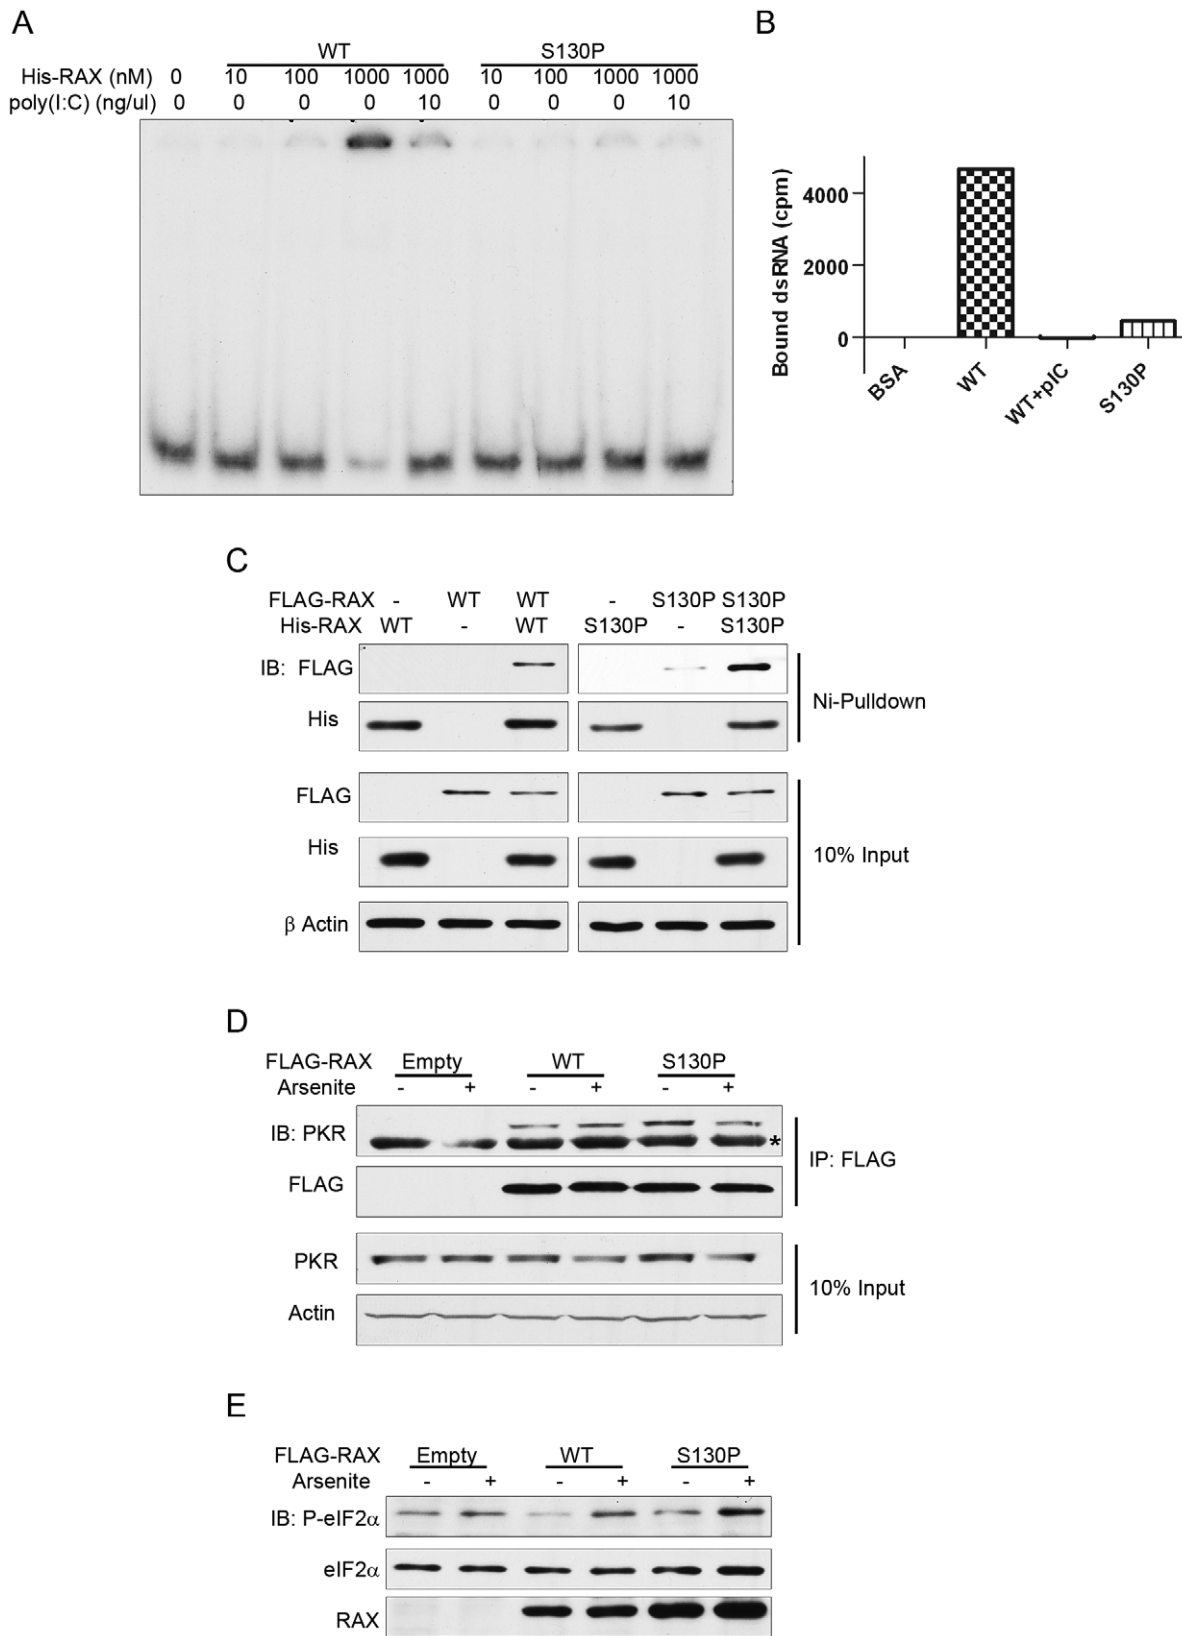 A
WT S130P
His-RAX (nM) 0 10 100 1000 1000 10 100 1000 1000
poly(I:C) (ng/ul) 0 0 0 0 10 0 0 0 10
B
Bound dsRNA (cpm)
4000
2000
0
BSA WT WT+pIC S130P
C
FLAG-RAX - WT WT - S130P S130P
His-RAX WT - WT S130P - S130P
IB: FLAG
His
Ni-Pulldown
FLAG
His
β Actin
10% Input
D
FLAG-RAX Empty WT S130P
Arsenite - + - + - +
IB: PKR
*
FLAG
IP: FLAG
PKR
Actin
10% Input
E
FLAG-RAX Empty WT S130P
Arsenite - + - + - +
IB: P-eIF2α
eIF2α
RAX